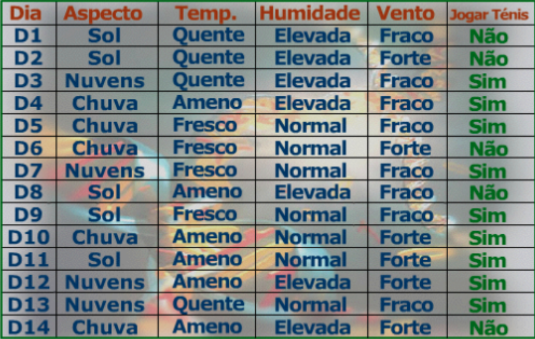 Dia Aspecto Temp. Humidade Vento Jogar Ténis
D1 Sol Quente Elevada Fraco Não
D2 Sol Quente Elevada Forte Não
D3 Nuvens Quente Elevada Fraco Sim
D4 Chuva Ameno Elevada Fraco Sim
D5 Chuva Fresco Normal Fraco Sim
D6 Chuva Fresco Normal Forte Não
D7 Nuvens Fresco Normal Fraco Sim
D8 Sol Ameno Elevada Fraco Não
D9 Sol Fresco Normal Fraco Sim
D10 Chuva Ameno Normal Forte Sim
D11 Sol Ameno Normal Forte Sim
D12 Nuvens Ameno Elevada Forte Sim
D13 Nuvens Quente Normal Fraco Sim
D14 Chuva Ameno Elevada Forte Não